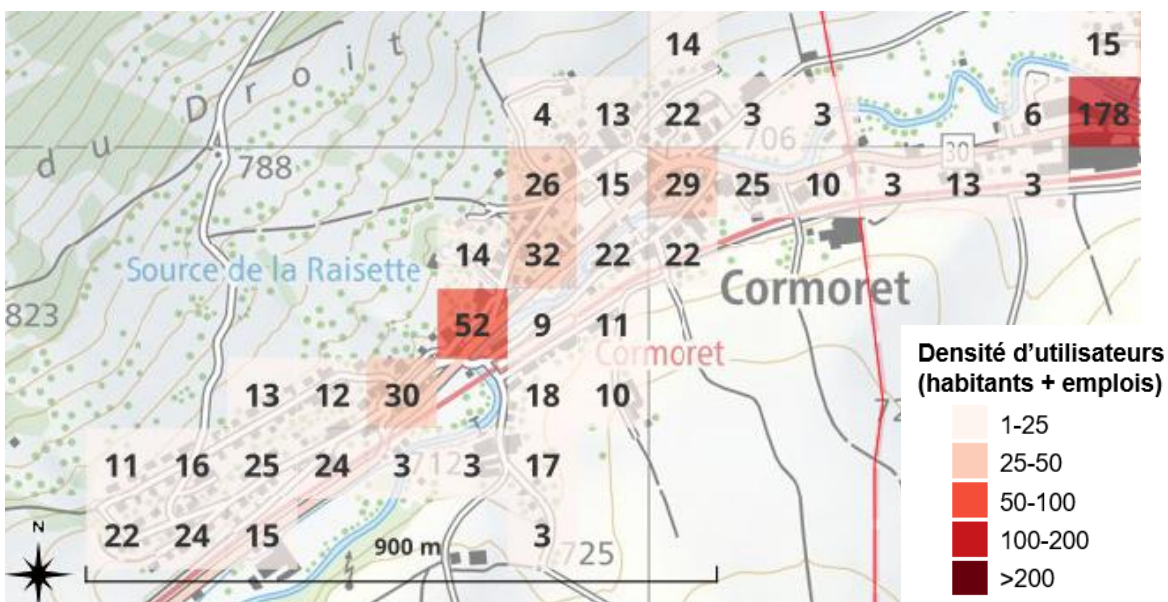 14 15
4 13 22 3 3 6 178
706
du Droit
788
30
26 15 29 25 10 3 13 3
14 32 22 22
Source de la Raisette
Cormoret
823
52 9 11
Cormoret
13 12 30 18 10
11 16 25 24 3 712 3 17
22 24 15 3
725
N
900 m
Densité d'utilisateurs
(habitants + emplois)
1-25
25-50
50-100
100-200
>200